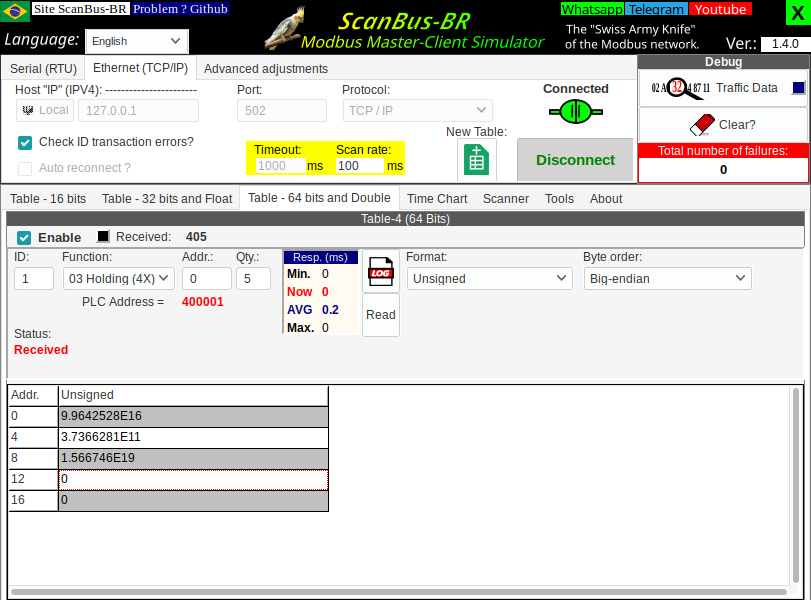 Site ScanBus-BR Problem ? Github
Language: English
ScanBus-BR
Modbus Master-Client Simulator
Whatsapp Telegram Youtube
The "Swiss Army Knife"
of the Modbus network.
X
Ver.: 1.4.0
Serial (RTU) Ethernet (TCP/IP) Advanced adjustments
Host "IP" (IPV4): -----------------------
Local 127.0.0.1
Port:
502
Protocol:
TCP / IP
Connected
Check ID transaction errors?
Auto reconnect ?
Timeout: Scan rate:
1000 ms 100 ms
New Table:
Disconnect
Debug
Traffic Data
Clear?
Total number of failures:
0
Table - 16 bits Table - 32 bits and Float Table - 64 bits and Double Time Chart Scanner Tools About
Table-4 (64 Bits)
Enable Received: 405
ID: Function: Addr.: Qty.:
1 03 Holding (4X) 0 5
PLC Address = 400001
Status:
Received
Resp. (ms)
Min. 0
Now 0
AVG 0.2
Max. 0
LOG
Read
Format:
Unsigned
Byte order:
Big-endian
Addr. Unsigned
0 9.9642528E16
4 3.7366281E11
8 1.566746E19
12 0
16 0